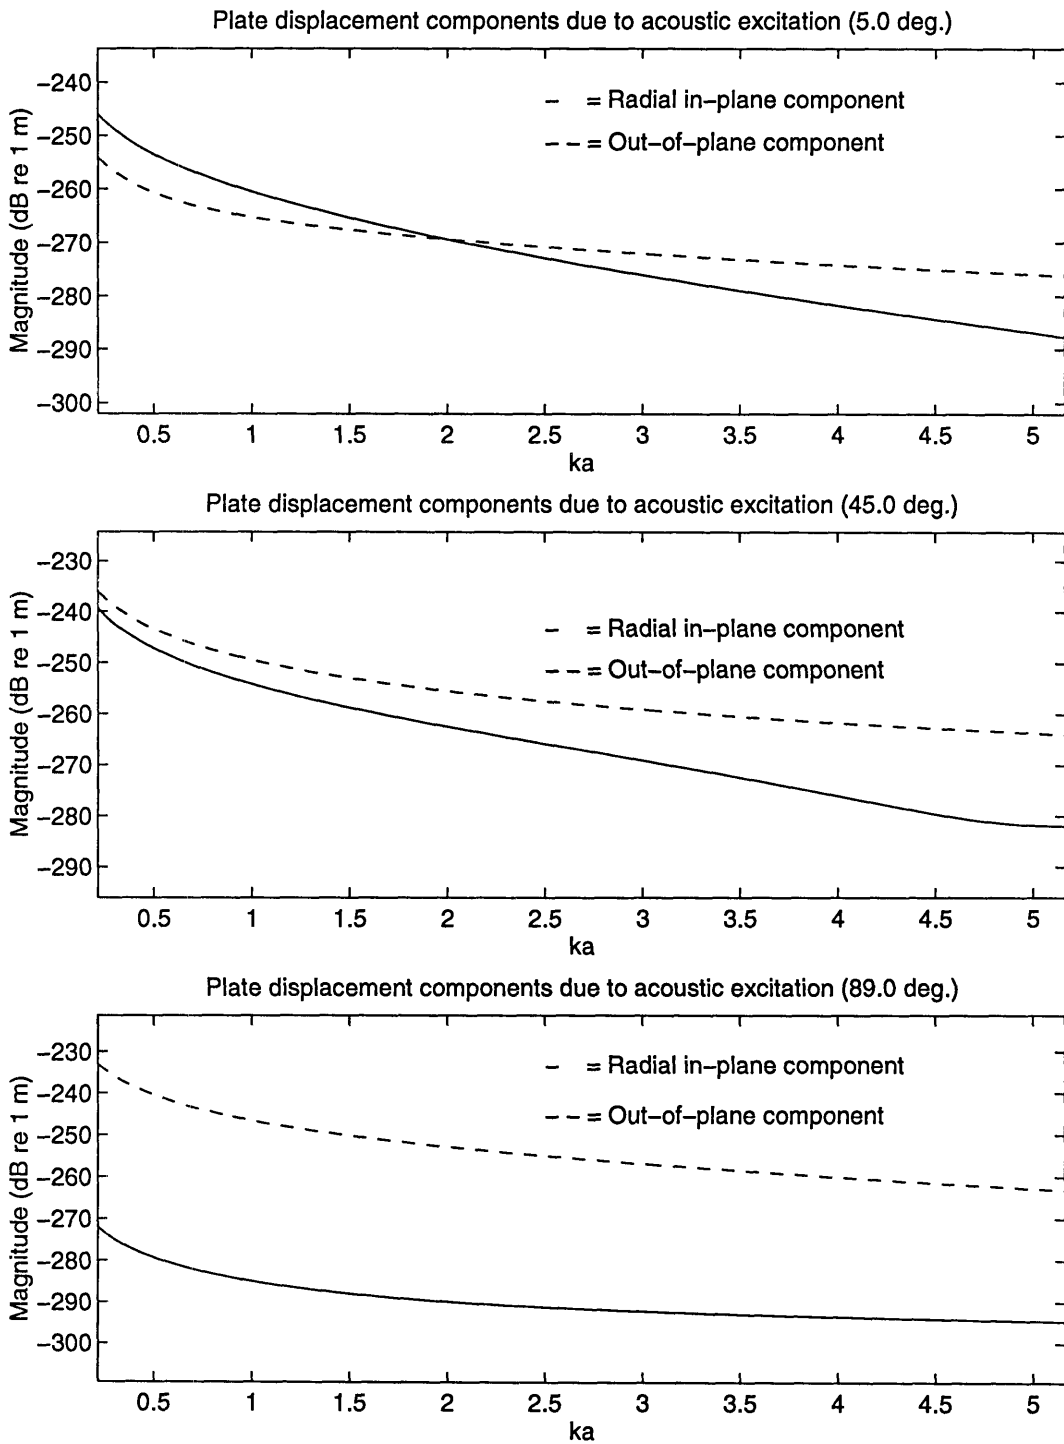 Plate displacement components due to acoustic excitation (5.0 deg.)
Magnitude (dB re 1 m)
−240
−250
−260
−270
−280
−290
−300
− = Radial in−plane component
− − = Out−of−plane component
0.5 1 1.5 2 2.5 3 3.5 4 4.5 5
ka
Plate displacement components due to acoustic excitation (45.0 deg.)
Magnitude (dB re 1 m)
−230
−240
−250
−260
−270
−280
−290
− = Radial in−plane component
− − = Out−of−plane component
0.5 1 1.5 2 2.5 3 3.5 4 4.5 5
ka
Plate displacement components due to acoustic excitation (89.0 deg.)
Magnitude (dB re 1 m)
−230
−240
−250
−260
−270
−280
−290
−300
− = Radial in−plane component
− − = Out−of−plane component
0.5 1 1.5 2 2.5 3 3.5 4 4.5 5
ka